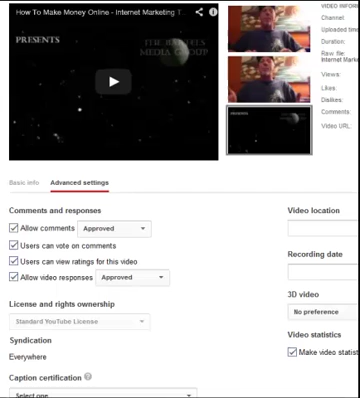 How To Make Money Online - Internet Marketing T
PRESENTS
MEDIA GROUP
VIDEO INFOR
Channel:
Uploaded time
Duration:
Raw file:
Internet Marke
Views:
Likes:
Dislikes:
Comments:
Video URL:
Basic info
Advanced settings
Comments and responses
Allow comments
Approved
Users can vote on comments
Users can view ratings for this video
Allow video responses
Approved
License and rights ownership
Standard YouTube License
Syndication
Everywhere
Caption certification
Select one
Video location
Recording date
3D video
No preference
Video statistics
Make video statist